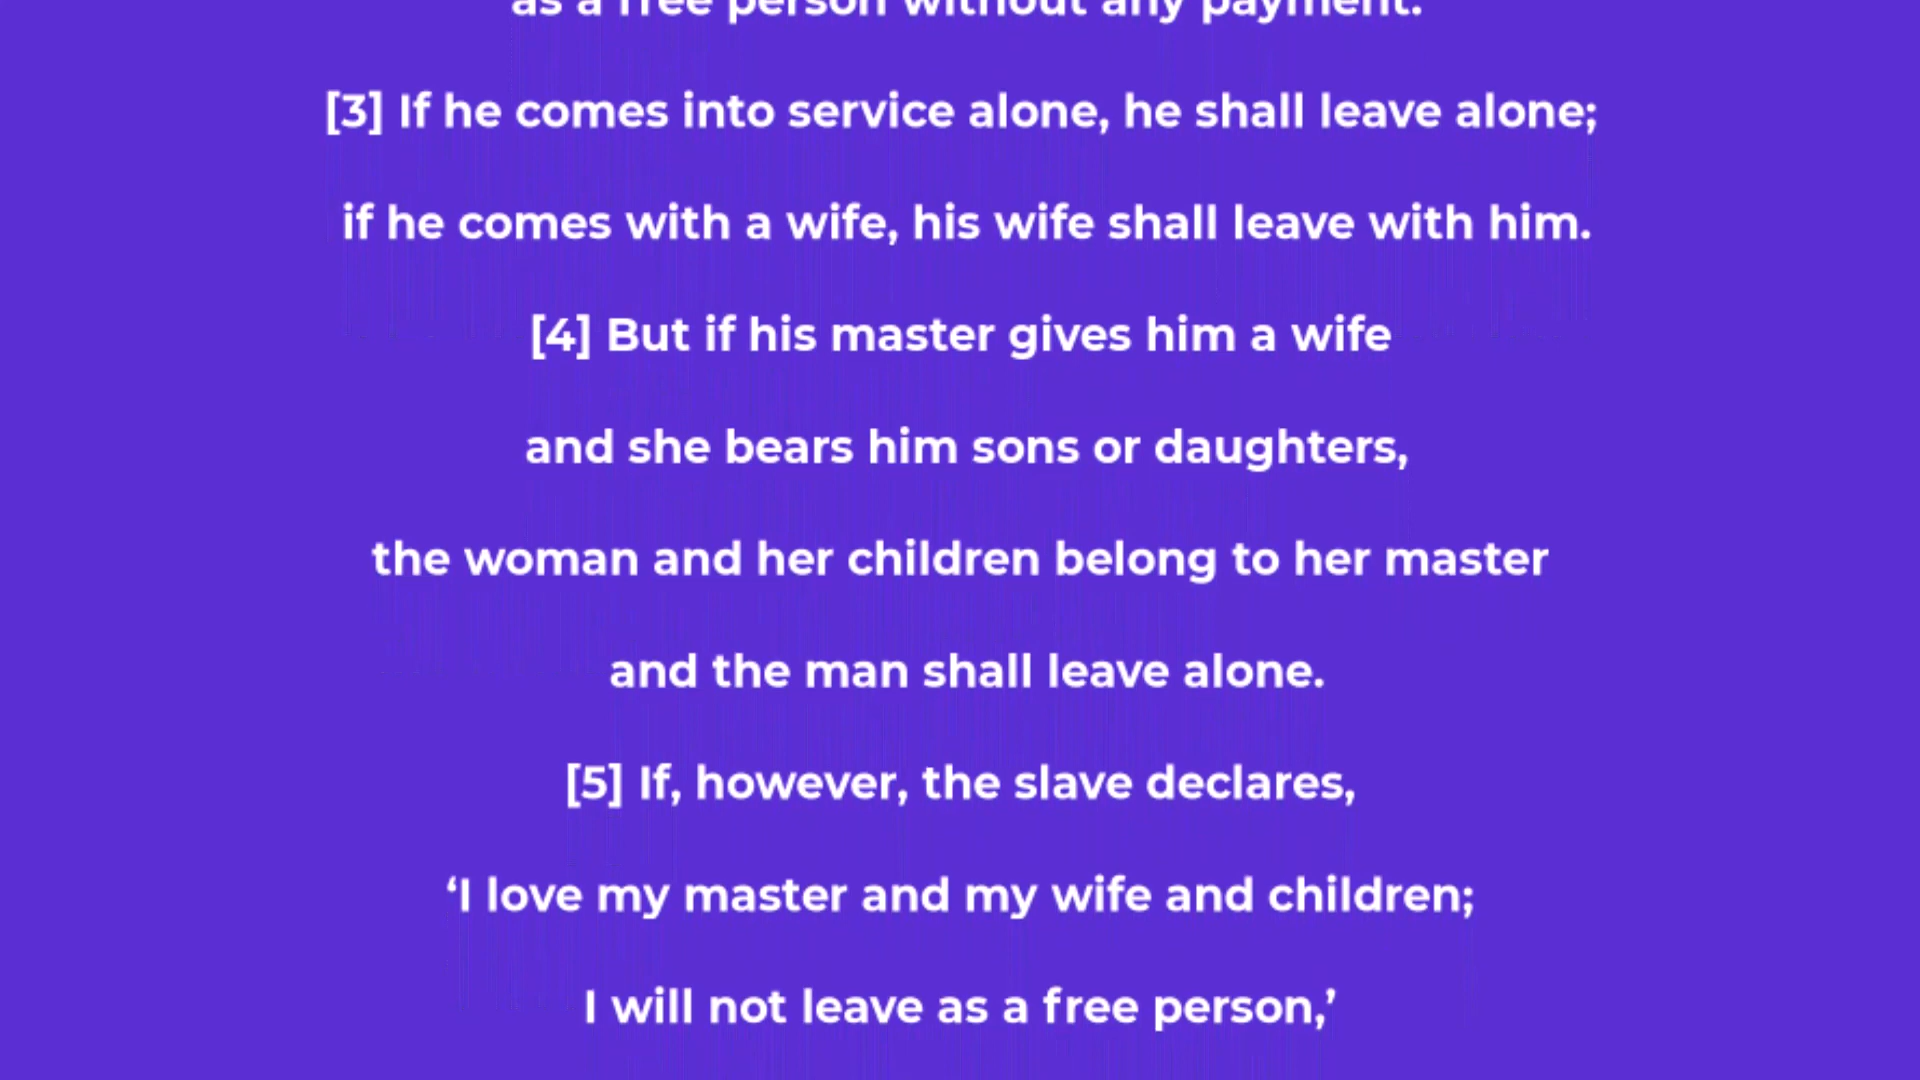 as a free person without any payment.
[3] If he comes into service alone, he shall leave alone;
if he comes with a wife, his wife shall leave with him.
[4] But if his master gives him a wife
and she bears him sons or daughters,
the woman and her children belong to her master
and the man shall leave alone.
[5] If, however, the slave declares,
‘I love my master and my wife and children;
I will not leave as a free person,’